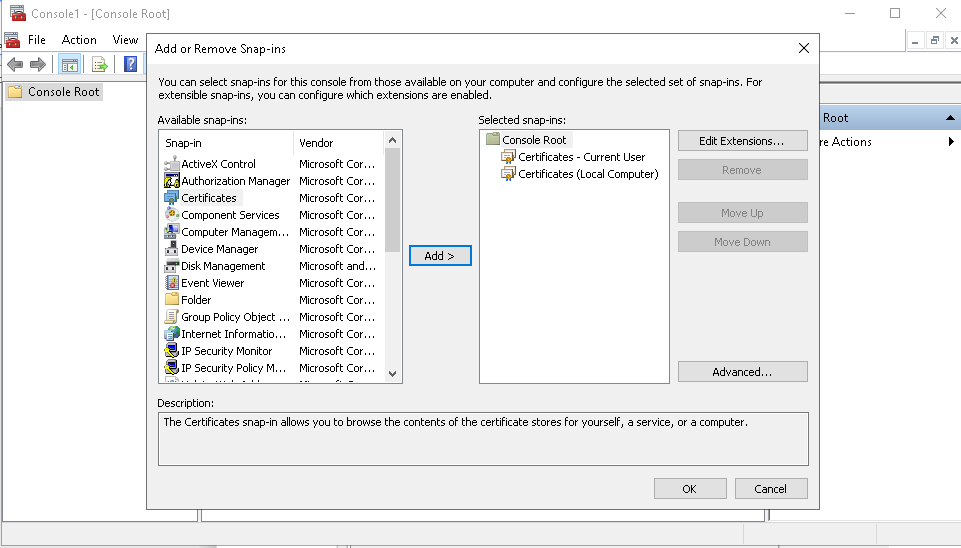 Console1 - [Console Root]
File Action View
Console Root
Add or Remove Snap-ins
You can select snap-ins for this console from those available on your computer and configure the selected set of snap-ins. For
extensible snap-ins, you can configure which extensions are enabled.
Available snap-ins:
Snap-in Vendor
ActiveX Control Microsoft Cor...
Authorization Manager Microsoft Cor...
Certificates Microsoft Cor...
Component Services Microsoft Cor...
Computer Managem... Microsoft Cor...
Device Manager Microsoft Cor...
Disk Management Microsoft and...
Event Viewer Microsoft Cor...
Folder Microsoft Cor...
Group Policy Object ... Microsoft Cor...
Internet Informatio... Microsoft Cor...
IP Security Monitor Microsoft Cor...
IP Security Policy M... Microsoft Cor...
Add >
Selected snap-ins:
Console Root
Certificates - Current User
Certificates (Local Computer)
Edit Extensions...
Remove
Move Up
Move Down
Advanced...
Root
re Actions
Description:
The Certificates snap-in allows you to browse the contents of the certificate stores for yourself, a service, or a computer.
OK Cancel